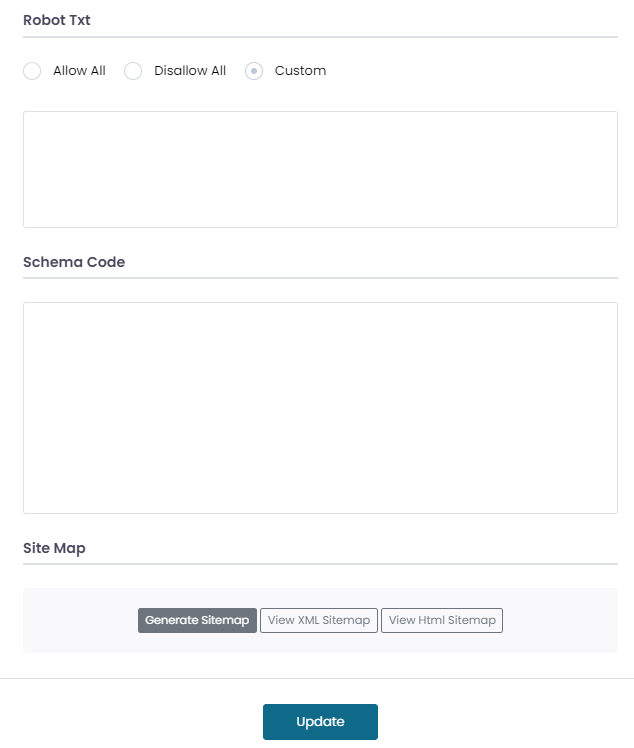 Robot Txt
Allow All Disallow All Custom
Schema Code
Site Map
Generate Sitemap View XML Sitemap View Html Sitemap
Update